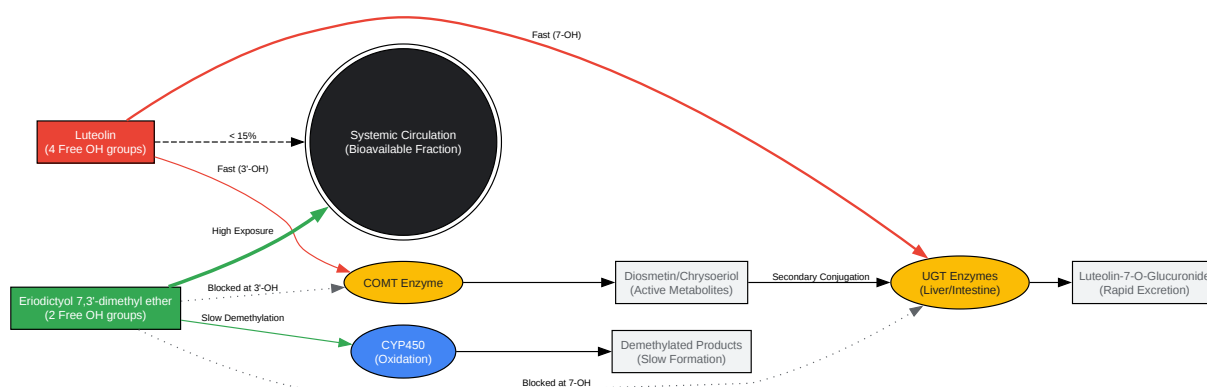 Fast (7-OH)
Luteolin
(4 Free OH groups)
< 15%
Systemic Circulation
(Bioavailable Fraction)
Fast (3'-OH)
High Exposure
Eriodictyol 7,3'-dimethyl ether
(2 Free OH groups)
Blocked at 3'-OH
COMT Enzyme
Diosmetin/Chrysoeriol
(Active Metabolites)
Secondary Conjugation
UGT Enzymes
(Liver/Intestine)
Luteolin-7-O-Glucuronide
(Rapid Excretion)
Slow Demethylation
CYP450
(Oxidation)
Demethylated Products
(Slow Formation)
Blocked at 7-OH